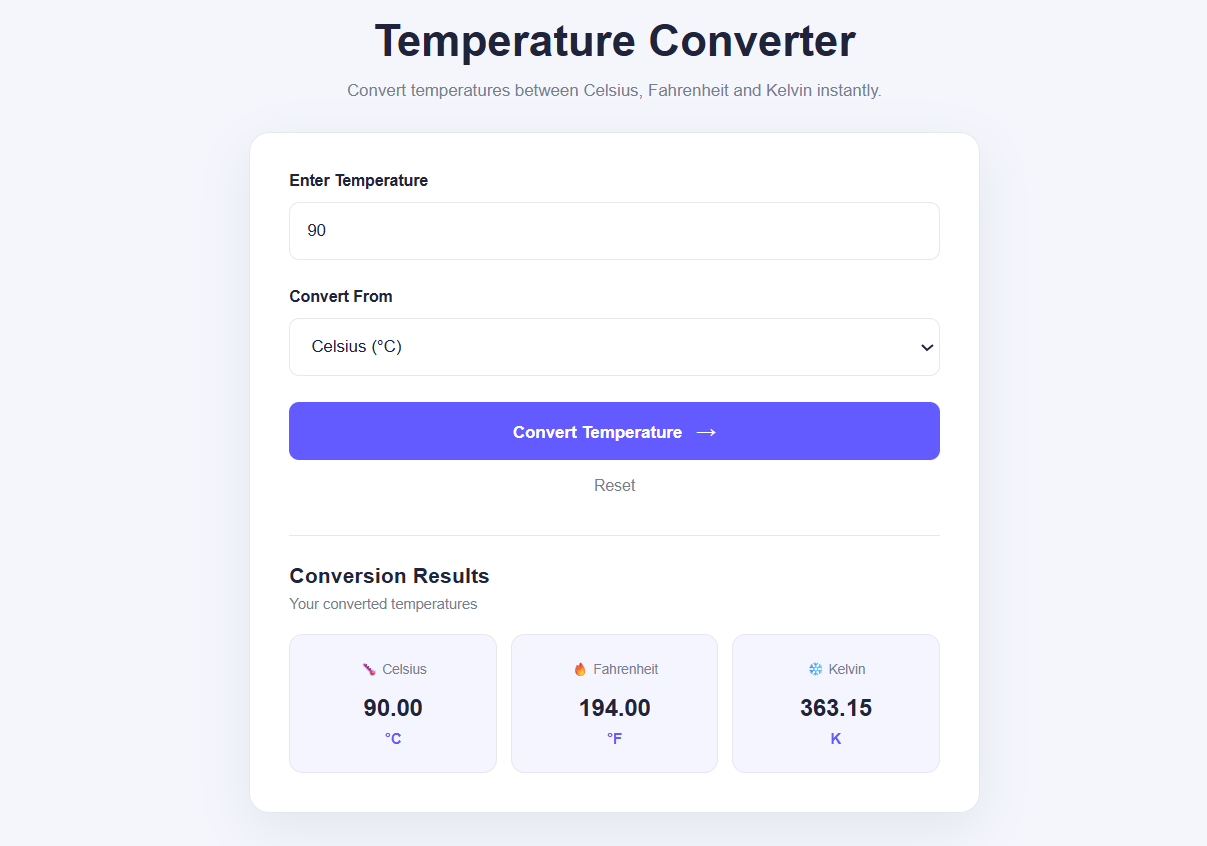 Temperature Converter
Convert temperatures between Celsius, Fahrenheit and Kelvin instantly.
Enter Temperature
90
Convert From
Celsius (°C)
Convert Temperature →
Reset
Conversion Results
Your converted temperatures
Celsius
90.00
°C
Fahrenheit
194.00
°F
Kelvin
363.15
K